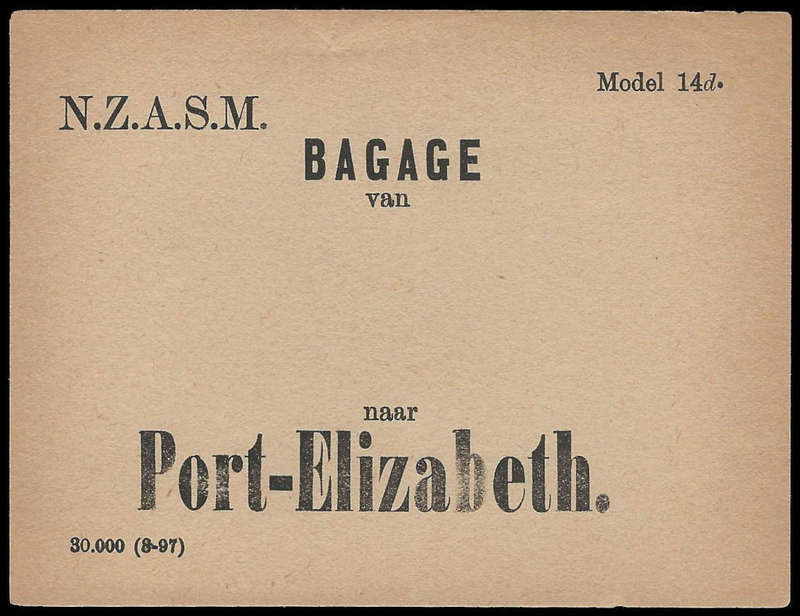 Model 14d.
N.Z.A.S.M.
BAGAGE
van
naar
Port-Elizabeth.
30.000 (8-97)